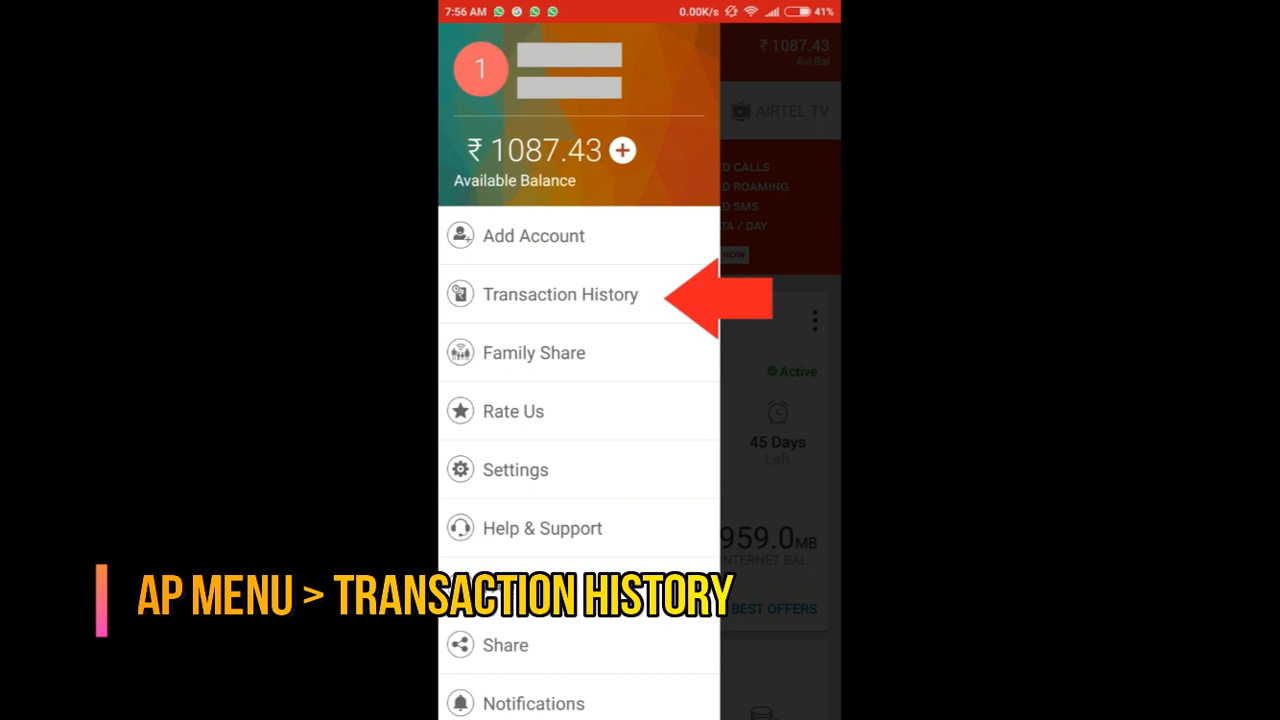 7:56 AM
0.00K/s
41%
1
₹ 1087.43
Avl Bal
AIRTEL TV
₹ 1087.43 +
Available Balance
D CALLS
D ROAMING
D SMS
TA / DAY
NOW
Add Account
Transaction History
Family Share
Active
Rate Us
45 Days
Left
Settings
Help & Support
959.0MB
NTERNET BAL
AP MENU > TRANSACTION HISTORY
BEST OFFERS
Share
Notifications